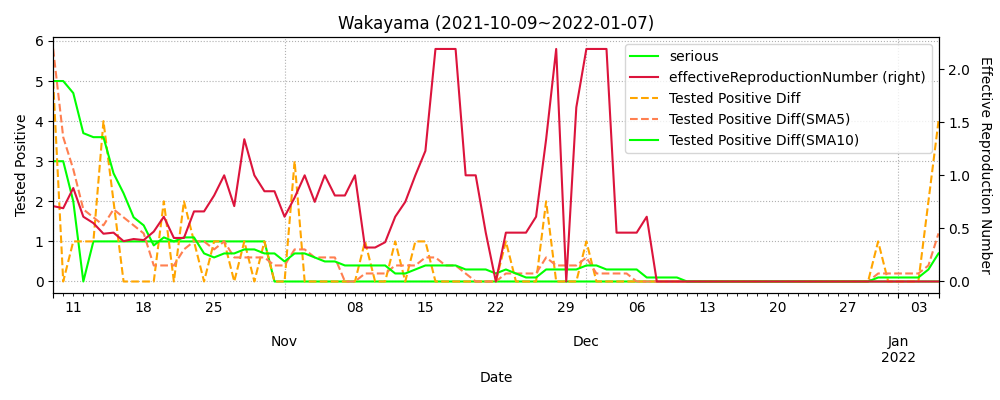 Wakayama (2021-10-09~2022-01-07)
serious
effectiveReproductionNumber (right)
Tested Positive Diff
Tested Positive Diff(SMA5)
Tested Positive Diff(SMA10)
Tested Positive
6
5
4
3
2
1
0
Effective Reproduction Number
2.0
1.5
1.0
0.5
0.0
11 18 25 08 15 22 29 06 13 20 27 03
Nov Dec Jan
2022
Date